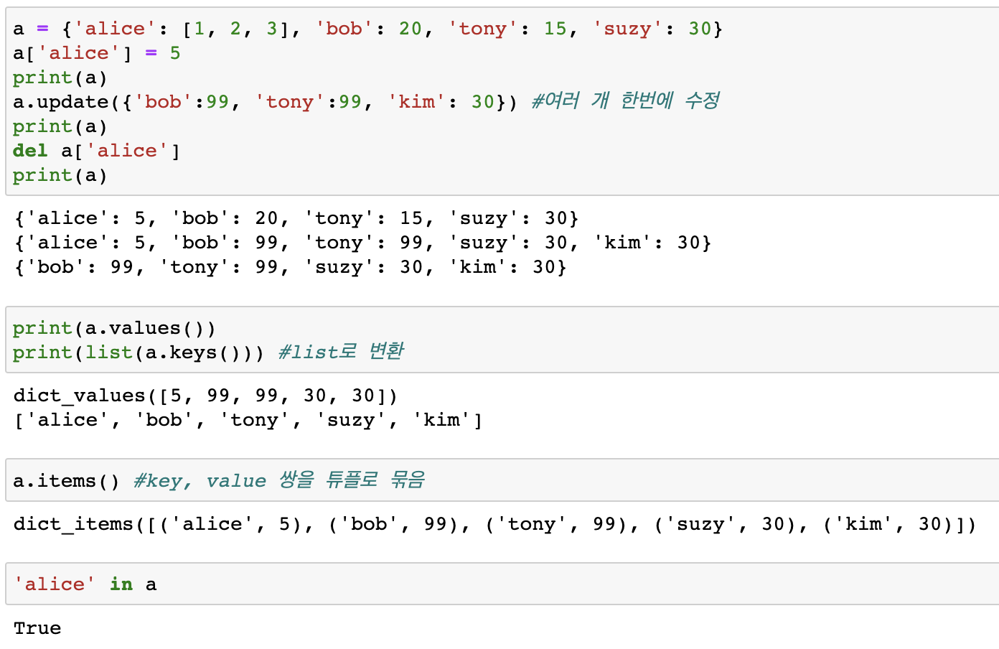 a = {'alice': [1, 2, 3], 'bob': 20, 'tony': 15, 'suzy': 30}
a['alice'] = 5
print(a)
a.update({'bob':99, 'tony':99, 'kim': 30}) #여러 개 한번에 수정
print(a)
del a['alice']
print(a)
{'alice': 5, 'bob': 20, 'tony': 15, 'suzy': 30}
{'alice': 5, 'bob': 99, 'tony': 99, 'suzy': 30, 'kim': 30}
{'bob': 99, 'tony': 99, 'suzy': 30, 'kim': 30}
print(a.values())
print(list(a.keys())) #list로 변환
dict_values([5, 99, 99, 30, 30])
['alice', 'bob', 'tony', 'suzy', 'kim']
a.items() #key, value 쌍을 튜플로 묶음
dict_items([('alice', 5), ('bob', 99), ('tony', 99), ('suzy', 30), ('kim', 30)])
'alice' in a
True